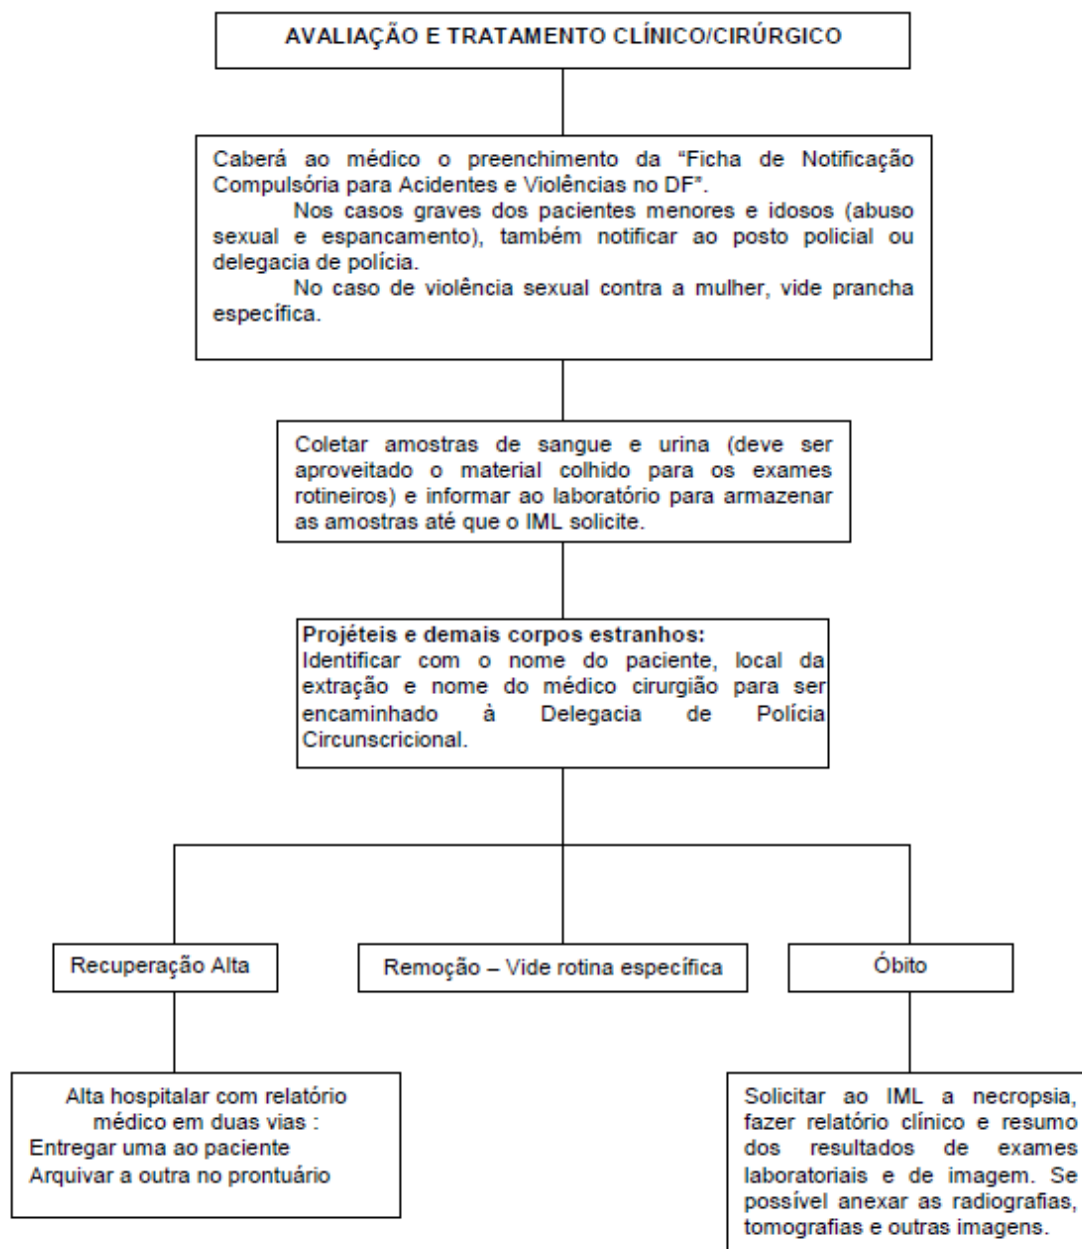 AVALIAÇÃO E TRATAMENTO CLÍNICO/CIRÚRGICO
Caberá ao médico o preenchimento da “Ficha de Notificação
Compulsória para Acidentes e Violências no DF”.
Nos casos graves dos pacientes menores e idosos (abuso
sexual e espancamento), também notificar ao posto policial ou
delegacia de polícia.
No caso de violência sexual contra a mulher, vide prancha
específica.
Coletar amostras de sangue e urina (deve ser
aproveitado o material colhido para os exames
rotineiros) e informar ao laboratório para armazenar
as amostras até que o IML solicite.
Projéteis e demais corpos estranhos:
Identificar com o nome do paciente, local da
extração e nome do médico cirurgião para ser
encaminhado à Delegacia de Polícia
Circunscricional.
Recuperação Alta
Remoção – Vide rotina específica
Óbito
Alta hospitalar com relatório
médico em duas vias :
Entregar uma ao paciente
Arquivar a outra no prontuário
Solicitar ao IML a necropsia,
fazer relatório clínico e resumo
dos resultados de exames
laboratoriais e de imagem. Se
possível anexar as radiografias,
tomografias e outras imagens.